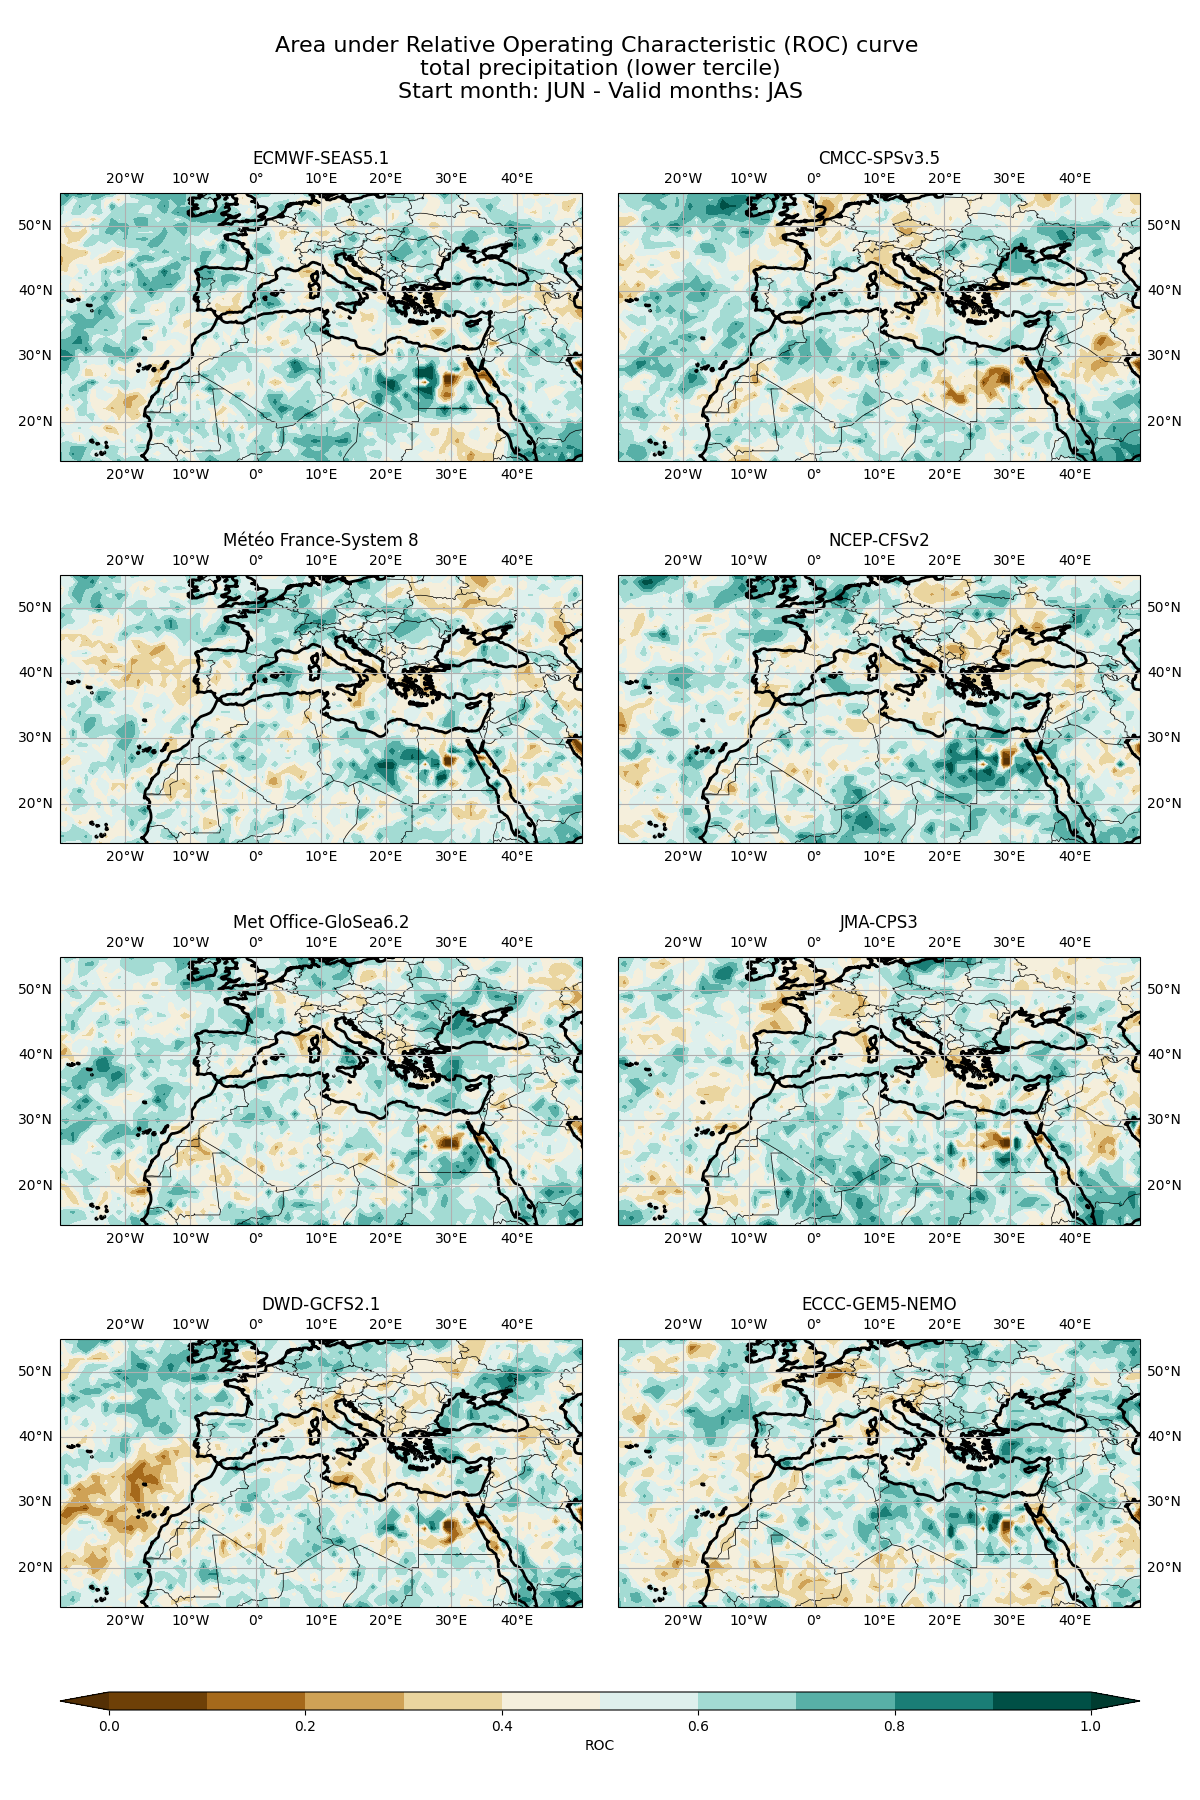 Area under Relative Operating Characteristic (ROC) curve
total precipitation (lower tercile)
Start month: JUN - Valid months: JAS
ECMWF-SEAS5.1
20°W 10°W 0° 10°E 20°E 30°E 40°E
50°N
40°N
30°N
20°N
20°W 10°W 0° 10°E 20°E 30°E 40°E
CMCC-SPSv3.5
20°W 10°W 0° 10°E 20°E 30°E 40°E
50°N
40°N
30°N
20°N
20°W 10°W 0° 10°E 20°E 30°E 40°E
Météo France-System 8
20°W 10°W 0° 10°E 20°E 30°E 40°E
50°N
40°N
30°N
20°N
20°W 10°W 0° 10°E 20°E 30°E 40°E
NCEP-CFSv2
20°W 10°W 0° 10°E 20°E 30°E 40°E
50°N
40°N
30°N
20°N
20°W 10°W 0° 10°E 20°E 30°E 40°E
Met Office-GloSea6.2
20°W 10°W 0° 10°E 20°E 30°E 40°E
50°N
40°N
30°N
20°N
20°W 10°W 0° 10°E 20°E 30°E 40°E
JMA-CPS3
20°W 10°W 0° 10°E 20°E 30°E 40°E
50°N
40°N
30°N
20°N
20°W 10°W 0° 10°E 20°E 30°E 40°E
DWD-GCFS2.1
20°W 10°W 0° 10°E 20°E 30°E 40°E
50°N
40°N
30°N
20°N
20°W 10°W 0° 10°E 20°E 30°E 40°E
ECCC-GEM5-NEMO
20°W 10°W 0° 10°E 20°E 30°E 40°E
50°N
40°N
30°N
20°N
20°W 10°W 0° 10°E 20°E 30°E 40°E
0.0 0.2 0.4 0.6 0.8 1.0
ROC